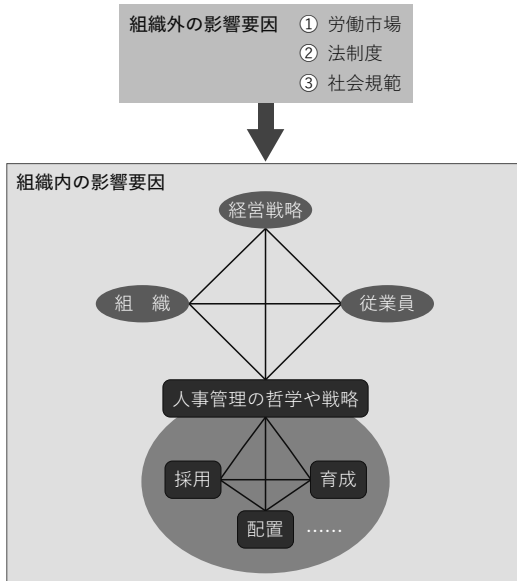 組織外の影響要因 ① 労働市場
② 法制度
③ 社会規範
組織内の影響要因
経営戦略
組　織
従業員
人事管理の哲学や戦略
採用
育成
配置 ……